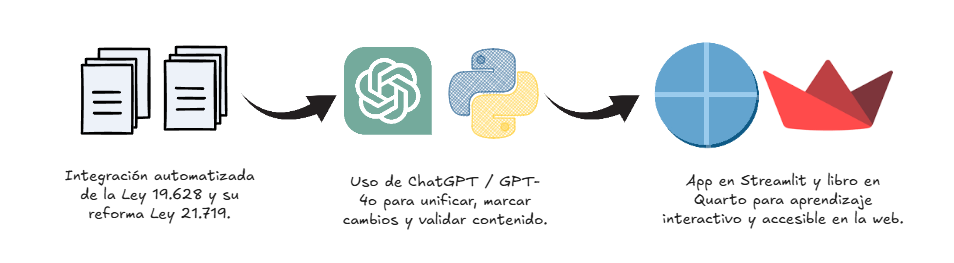 Integración automatizada
de la Ley 19.628 y su
reforma Ley 21.719.
Uso de ChatGPT / GPT-
4o para unificar, marcar
cambios y validar contenido.
App en Streamlit y libro en
Quarto para aprendizaje
interactivo y accesible en la web.